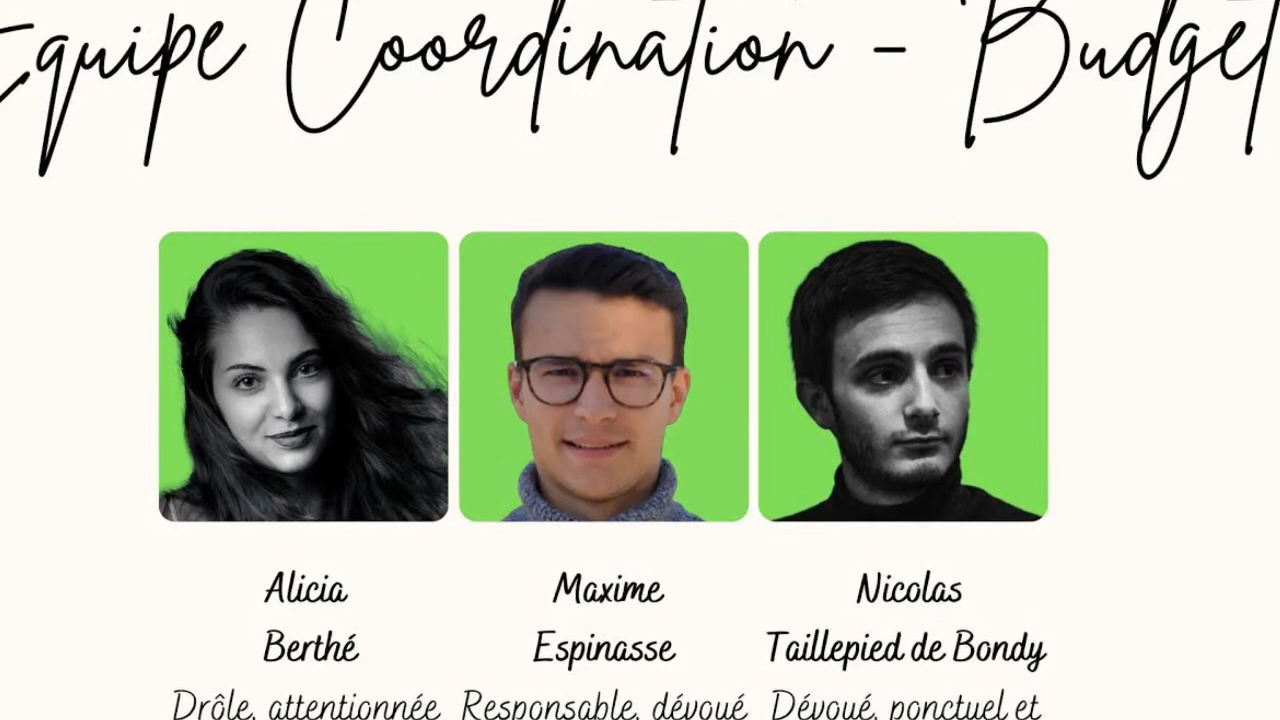 Equipe Coordination - Budget
Alicia
Berthé
Maxime
Espinasse
Nicolas
Taillepied de Bondy
Drôle, attentionnée
Responsable, dévoué
Dévoué, ponctuel et